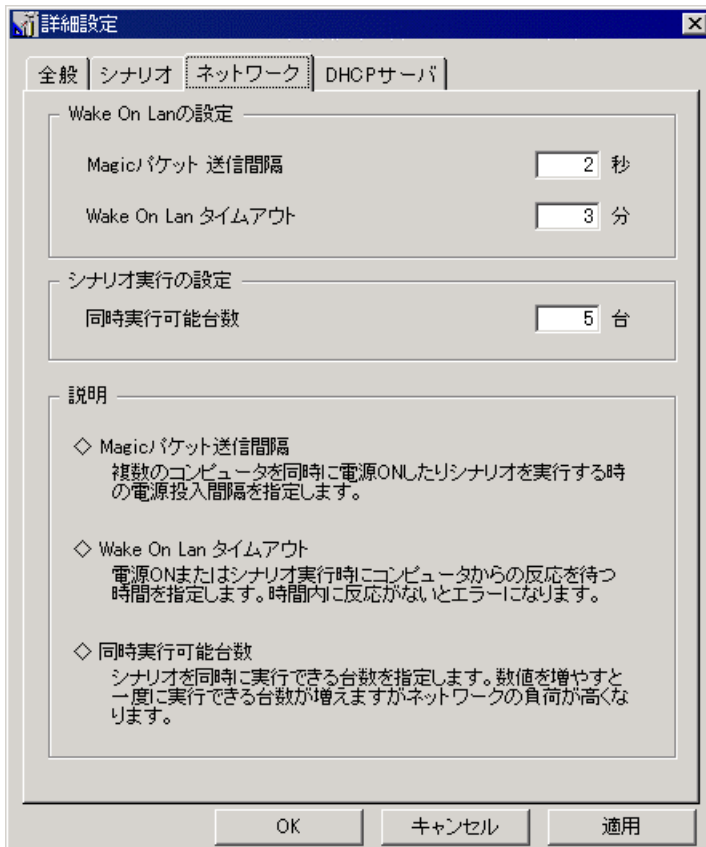 詳細設定
全般 シナリオ ネットワーク DHCPサーバ
Wake On Lanの設定
Magicパケット 送信間隔 2 秒
Wake On Lan タイムアウト 3 分
シナリオ実行の設定
同時実行可能台数 5 台
説明
◇ Magicパケット送信間隔
複数のコンピュータを同時に電源ONしたりシナリオを実行する時
の電源投入間隔を指定します。
◇ Wake On Lan タイムアウト
電源ONまたはシナリオ実行時にコンピュータからの反応を待つ
時間を指定します。時間内に反応がないとエラーになります。
◇ 同時実行可能台数
シナリオを同時に実行できる台数を指定します。数値を増やすと
一度に実行できる台数が増えますがネットワークの負荷が高くな
ります。
OK キャンセル 適用